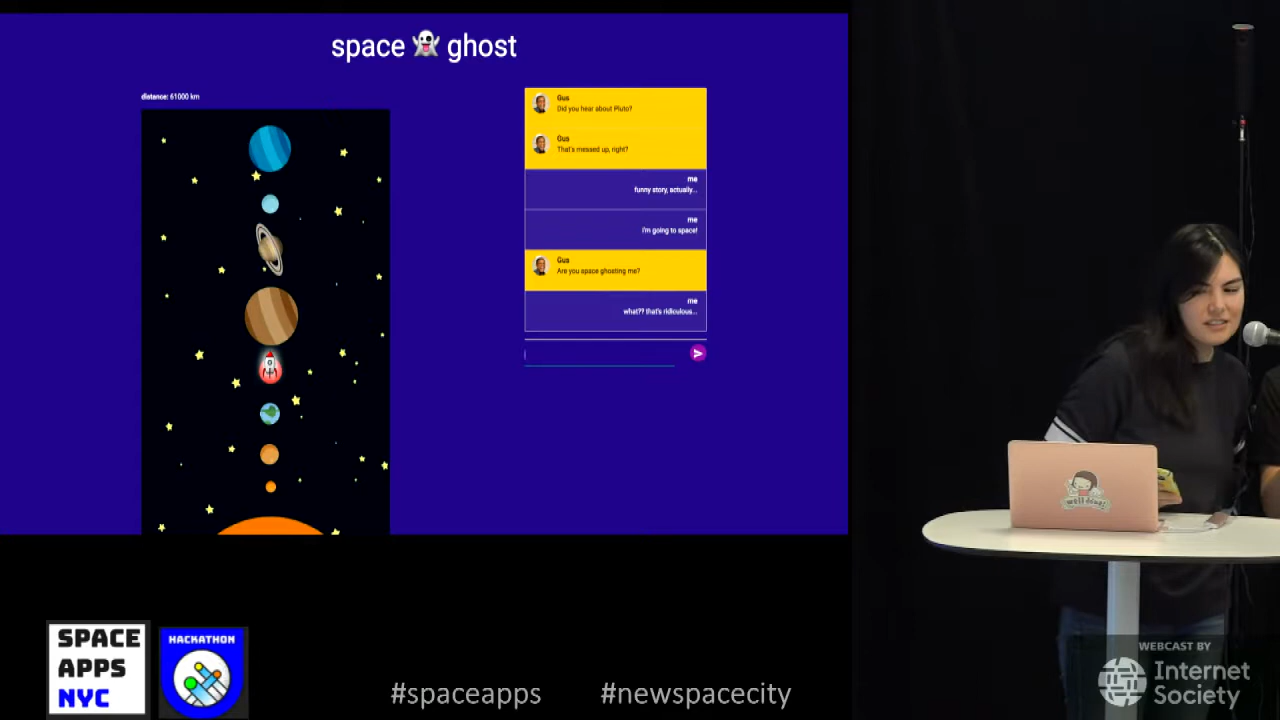 space 👻 ghost
distance: 61000 km
Gus
Did you hear about Pluto?
Gus
That's messed up, right?
me
funny story, actually...
me
I'm going to space!
Gus
Are you space ghosting me?
me
what?? that's ridiculous...
SPACE
APPS
NYC
HACKATHON
#spaceapps #newspacecity
WEBCAST BY
Internet
Society